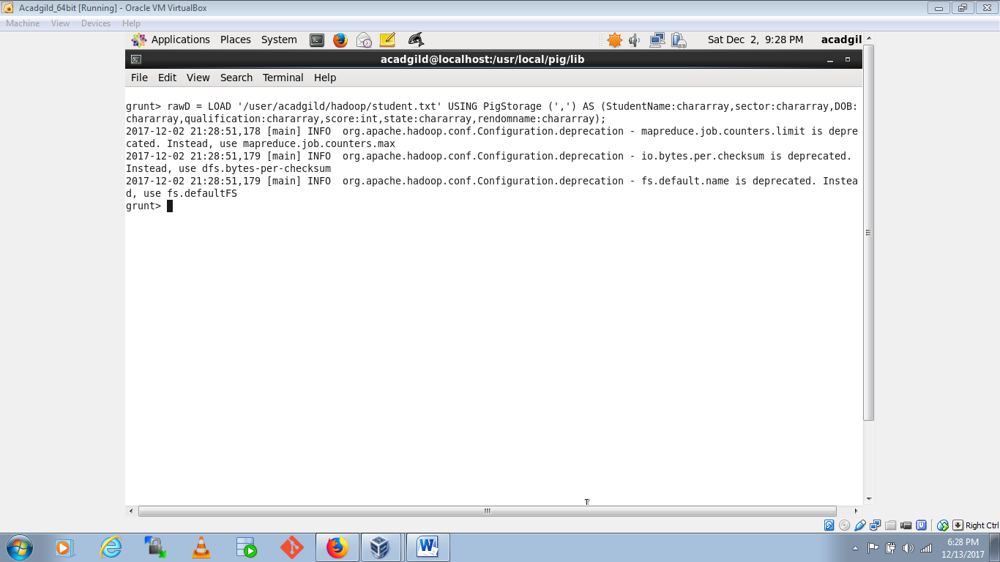 Acadgild_64bit [Running] - Oracle VM VirtualBox
Machine View Devices Help
Applications Places System Sat Dec 2, 9:28 PM acadgil
acadgild@localhost:/usr/local/pig/lib
File Edit View Search Terminal Help
grunt> rawD = LOAD '/user/acadgild/hadoop/student.txt' USING PigStorage (',') AS (StudentName:chararray,sector:chararray,DOB:
chararray,qualification:chararray,score:int,state:chararray,rendomname:chararray);
2017-12-02 21:28:51,178 [main] INFO  org.apache.hadoop.conf.Configuration.deprecation - mapreduce.job.counters.limit is depre
cated. Instead, use mapreduce.job.counters.max
2017-12-02 21:28:51,179 [main] INFO  org.apache.hadoop.conf.Configuration.deprecation - io.bytes.per.checksum is deprecated.
Instead, use dfs.bytes-per-checksum
2017-12-02 21:28:51,179 [main] INFO  org.apache.hadoop.conf.Configuration.deprecation - fs.default.name is deprecated. Instea
d, use fs.defaultFS
grunt>
Right Ctrl
6:28 PM
12/13/2017